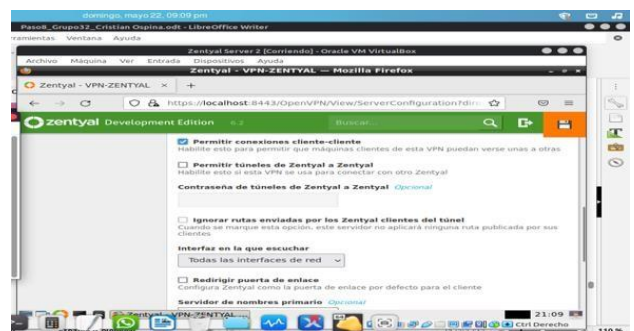 domingo, mayo 22, 09:09 pm
Paso8_Grupo32_Cristian Ospina.odt - LibreOffice Writer
ramientas Ventana Ayuda
Zentyal Server 2 [Corriendo] - Oracle VM VirtualBox
Archivo Máquina Ver Entrada Dispositivos Ayuda
Zentyal - VPN-ZENTYAL — Mozilla Firefox
Zentyal - VPN-ZENTYAL × +
https://localhost:8443/OpenVPN/View/ServerConfiguration?dir
zentyal Development Edition 6.2 Buscar...
Permitir conexiones cliente-cliente
Habilite esto para permitir que máquinas clientes de esta VPN puedan verse unas a otras
Permitir túneles de Zentyal a Zentyal
Habilite esto si esta VPN se usa para conectar con otro Zentyal
Contraseña de túneles de Zentyal a Zentyal Opcional
Ignorar rutas enviadas por los Zentyal clientes del túnel
Cuando se marque esta opción, este servidor no aplicará ninguna ruta publicada por sus
clientes
Interfaz en la que escuchar
Todas las interfaces de red
Redirigir puerta de enlace
Configura Zentyal como la puerta de enlace por defecto para el cliente
Servidor de nombres primario Opcional
Zentyal - VPN-ZENTYAL
21:09
Ctrl Derecho